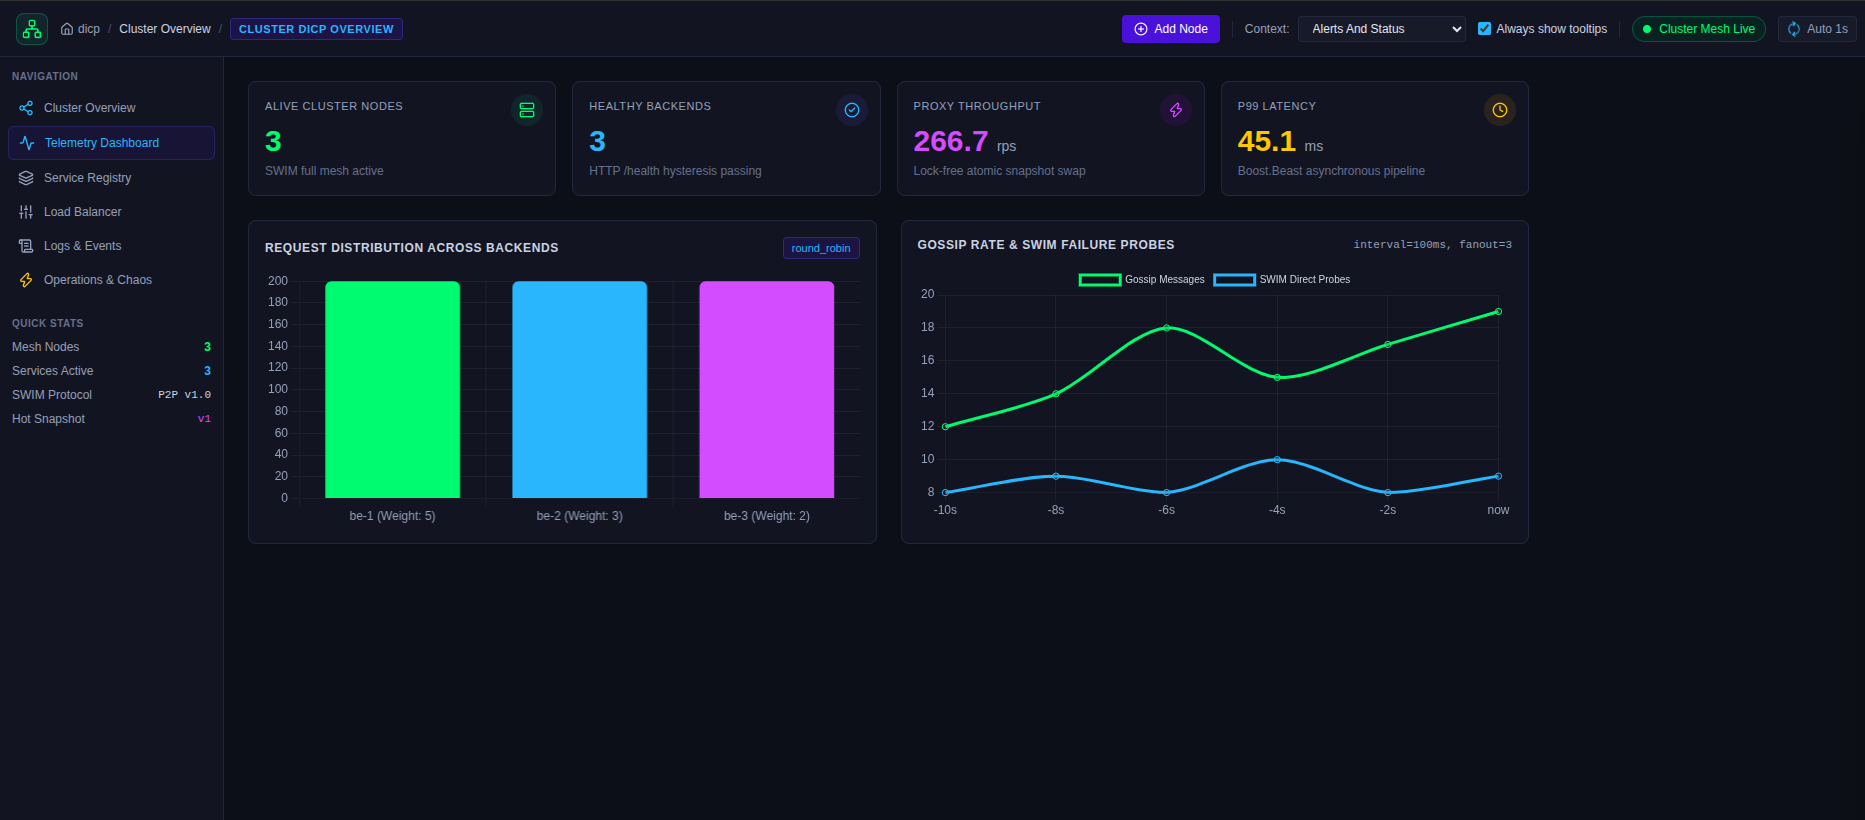 dicp / Cluster Overview / CLUSTER DICP OVERVIEW
Add Node
Context: Alerts And Status
Always show tooltips
Cluster Mesh Live
Auto 1s
NAVIGATION
Cluster Overview
Telemetry Dashboard
Service Registry
Load Balancer
Logs & Events
Operations & Chaos
QUICK STATS
Mesh Nodes 3
Services Active 3
SWIM Protocol P2P v1.0
Hot Snapshot v1
ALIVE CLUSTER NODES
3
SWIM full mesh active
HEALTHY BACKENDS
3
HTTP /health hysteresis passing
PROXY THROUGHPUT
266.7 rps
Lock-free atomic snapshot swap
P99 LATENCY
45.1 ms
Boost.Beast asynchronous pipeline
REQUEST DISTRIBUTION ACROSS BACKENDS
round_robin
200
180
160
140
120
100
80
60
40
20
0
be-1 (Weight: 5) be-2 (Weight: 3) be-3 (Weight: 2)
GOSSIP RATE & SWIM FAILURE PROBES
interval=100ms, fanout=3
Gossip Messages SWIM Direct Probes
20
18
16
14
12
10
8
-10s -8s -6s -4s -2s now